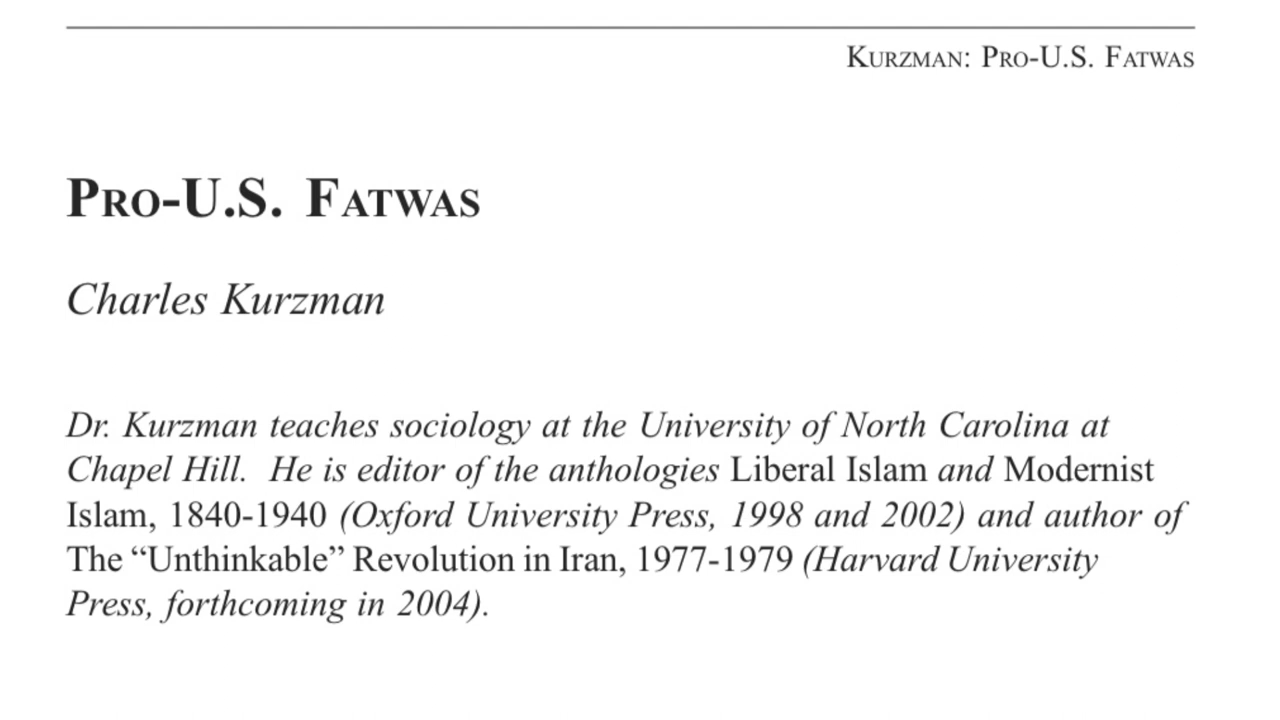 KURZMAN: PRO-U.S. FATWAS
PRO-U.S. FATWAS
Charles Kurzman
Dr. Kurzman teaches sociology at the University of North Carolina at
Chapel Hill. He is editor of the anthologies Liberal Islam and Modernist
Islam, 1840-1940 (Oxford University Press, 1998 and 2002) and author of
The “Unthinkable” Revolution in Iran, 1977-1979 (Harvard University
Press, forthcoming in 2004).